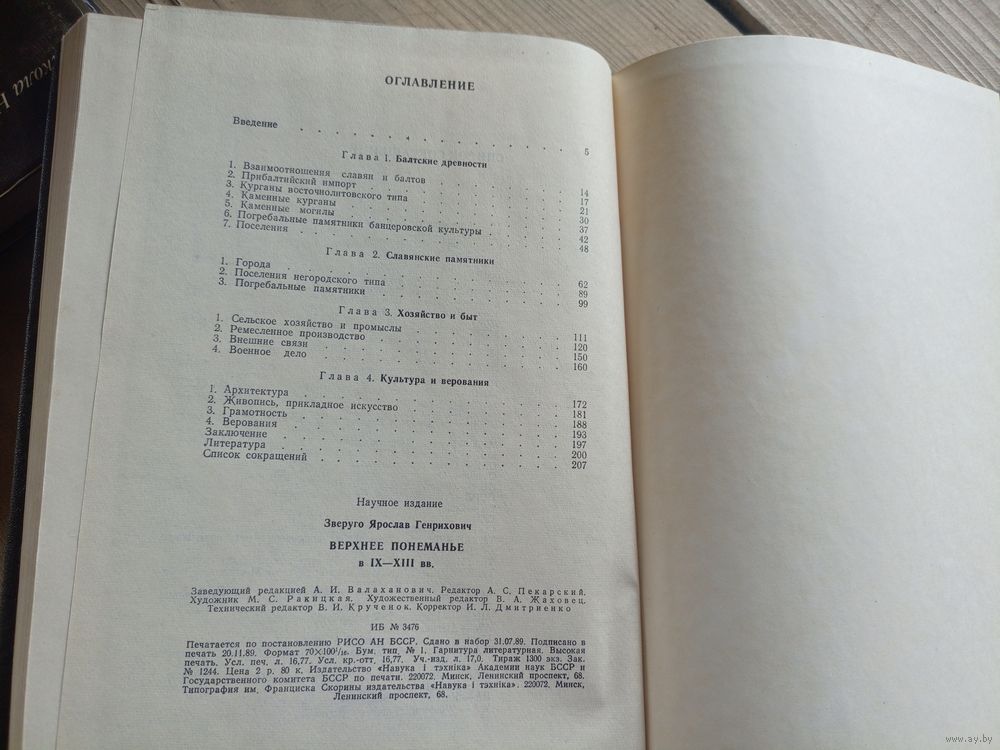 ОГЛАВЛЕНИЕ
Введение . . . . . . . . . . . . 5
Глава 1. Балтские древности
1. Взаимоотношения славян и балтов . . . . . . 14
2. Прибалтийский импорт . . . . . . . . 17
3. Курганы восточнолитовского типа . . . . . . 21
4. Каменные курганы . . . . . . . . 30
5. Каменные могилы . . . . . . . . 37
6. Погребальные памятники банцеровской культуры . . . . 42
7. Поселения . . . . . . . . . . 48
Глава 2. Славянские памятники
1. Города . . . . . . . . . . 62
2. Поселения негородского типа . . . . . . 89
3. Погребальные памятники . . . . . . . 99
Глава 3. Хозяйство и быт
1. Сельское хозяйство и промыслы . . . . . . 111
2. Ремесленное производство . . . . . . . 120
3. Внешние связи . . . . . . . . 150
4. Военное дело . . . . . . . . . 160
Глава 4. Культура и верования
1. Архитектура . . . . . . . . . 172
2. Живопись, прикладное искусство . . . . . . 181
3. Грамотность . . . . . . . . . 188
4. Верования . . . . . . . . . 193
Заключение . . . . . . . . . . 197
Литература . . . . . . . . . . 200
Список сокращений . . . . . . . . . 207
Научное издание
Зверуго Ярослав Генрихович
ВЕРХНЕЕ ПОНЕМАНЬЕ
в IX—XIII вв.
Заведующий редакцией А. И. Валаханович. Редактор А. С. Пекарский.
Художник М. С. Ракицкая. Художественный редактор В. А. Жаховец.
Технический редактор В. И. Крученок. Корректор И. Л. Дмитриенко
ИБ № 3476
Печатается по постановлению РИСО АН БССР. Сдано в набор 31.07.89. Подписано в
печать 20.11.89. Формат 70×100¹/₁₆. Бум. тип. № 1. Гарнитура литературная. Высокая
печать. Усл. печ. л. 16,77. Усл. кр.-отт. 16,77. Уч.-изд. л. 17,0. Тираж 1300 экз. Зак.
№ 1244. Цена 2 р. 80 к. Издательство «Навука і тэхніка» Академии наук БССР и
Государственного комитета БССР по печати. 220072. Минск, Ленинский проспект, 68.
Типография им. Франциска Скорины издательства «Навука і тэхніка». 220072. Минск,
Ленинский проспект, 68.
www.ay.by